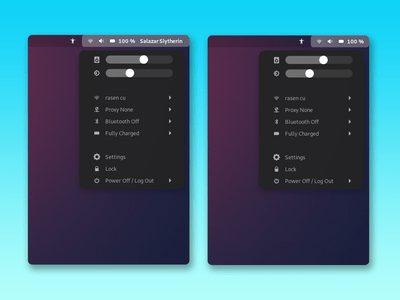 100 % Salazar Slytherin
rasen cu
Proxy None
Bluetooth Off
Fully Charged
Settings
Lock
Power Off / Log Out
100 %
rasen cu
Proxy None
Bluetooth Off
Fully Charged
Settings
Lock
Power Off / Log Out